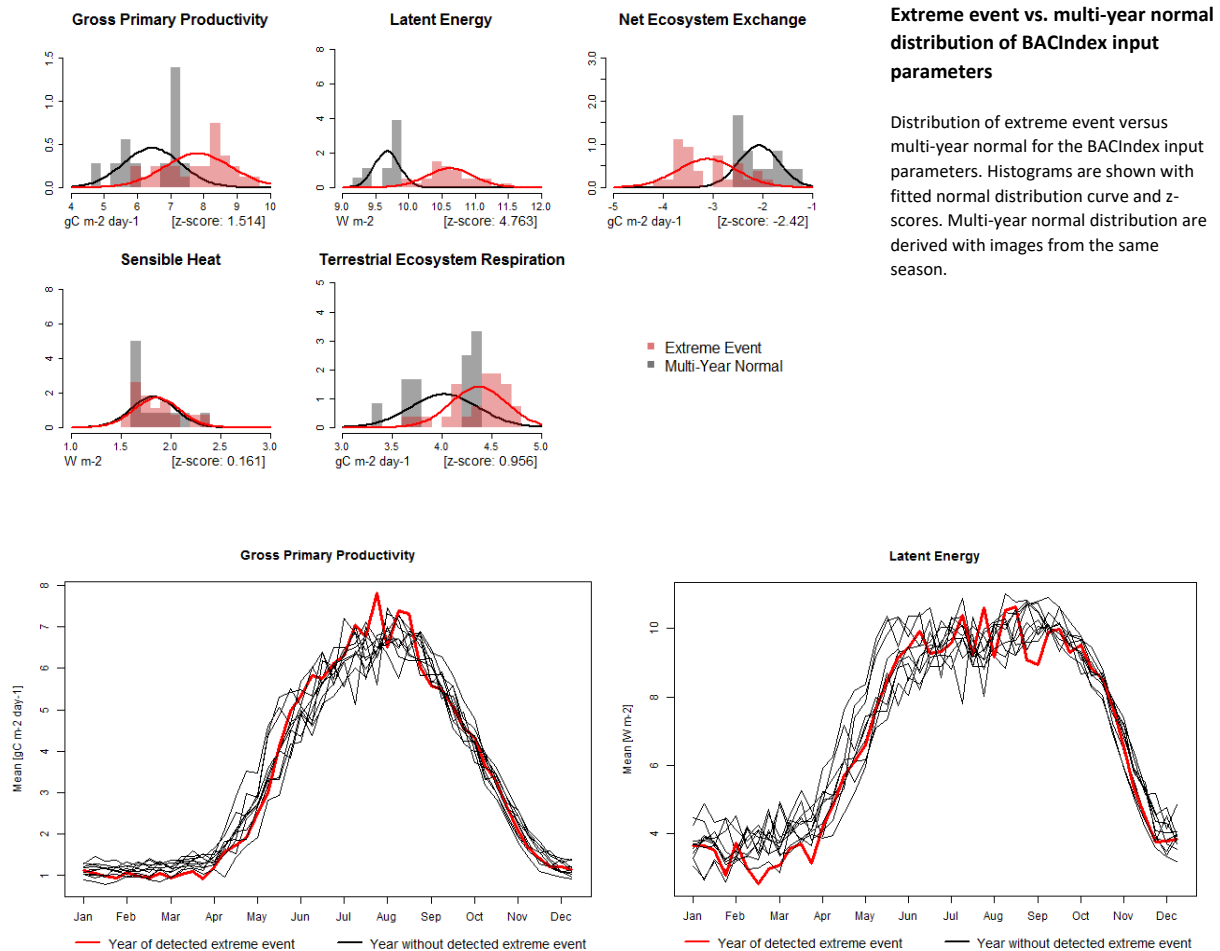 Gross Primary Productivity
1.5
1.0
0.5
0.0
4 5 6 7 8 9 10
gC m-2 day-1 [z-score: 1.514]
Latent Energy
8
6
4
2
0
9.0 9.5 10.0 10.5 11.0 11.5 12.0
W m-2 [z-score: 4.763]
Net Ecosystem Exchange
3.0
2.0
1.0
0.0
-5 -4 -3 -2 -1
gC m-2 day-1 [z-score: -2.42]
Extreme event vs. multi-year normal
distribution of BACIndex input
parameters
Distribution of extreme event versus
multi-year normal for the BACIndex input
parameters. Histograms are shown with
fitted normal distribution curve and z-
scores. Multi-year normal distribution are
derived with images from the same
season.
Sensible Heat
8
6
4
2
0
1.0 1.5 2.0 2.5 3.0
W m-2 [z-score: 0.161]
Terrestrial Ecosystem Respiration
5
4
3
2
1
0
3.0 3.5 4.0 4.5 5.0
gC m-2 day-1 [z-score: 0.956]
Extreme Event
Multi-Year Normal
Gross Primary Productivity
Mean [gC m-2 day-1]
8
7
6
5
4
3
2
1
Jan Feb Mar Apr May Jun Jul Aug Sep Oct Nov Dec
Year of detected extreme event Year without detected extreme event
Latent Energy
Mean [W m-2]
10
8
6
4
Jan Feb Mar Apr May Jun Jul Aug Sep Oct Nov Dec
Year of detected extreme event Year without detected extreme event